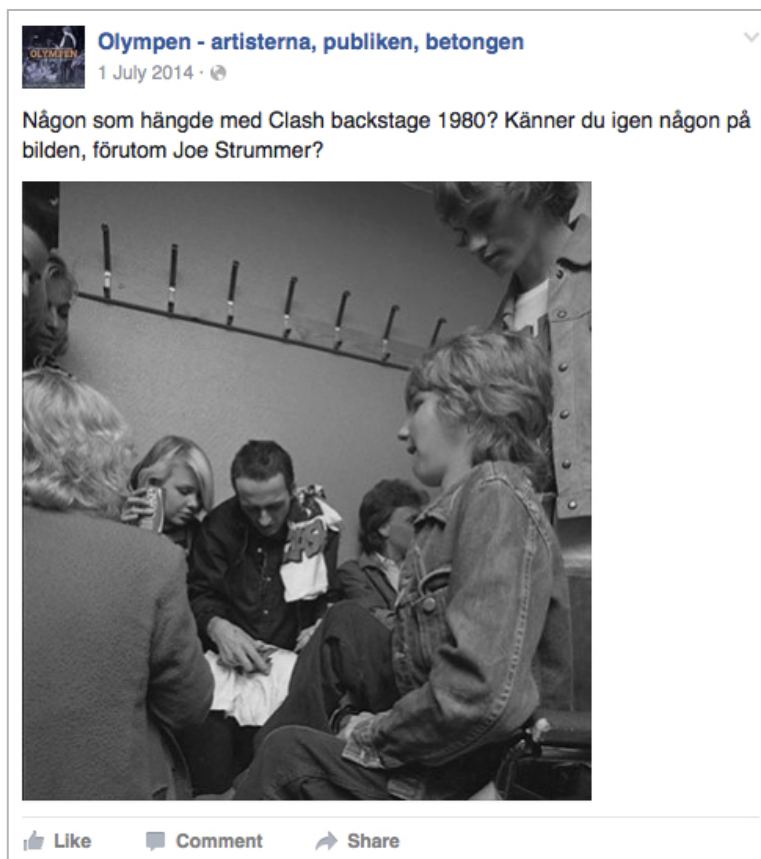 OLYMPEN
Olympen - artisterna, publiken, betongen
1 July 2014 ·
Någon som hängde med Clash backstage 1980? Känner du igen någon på
bilden, förutom Joe Strummer?
Like Comment Share